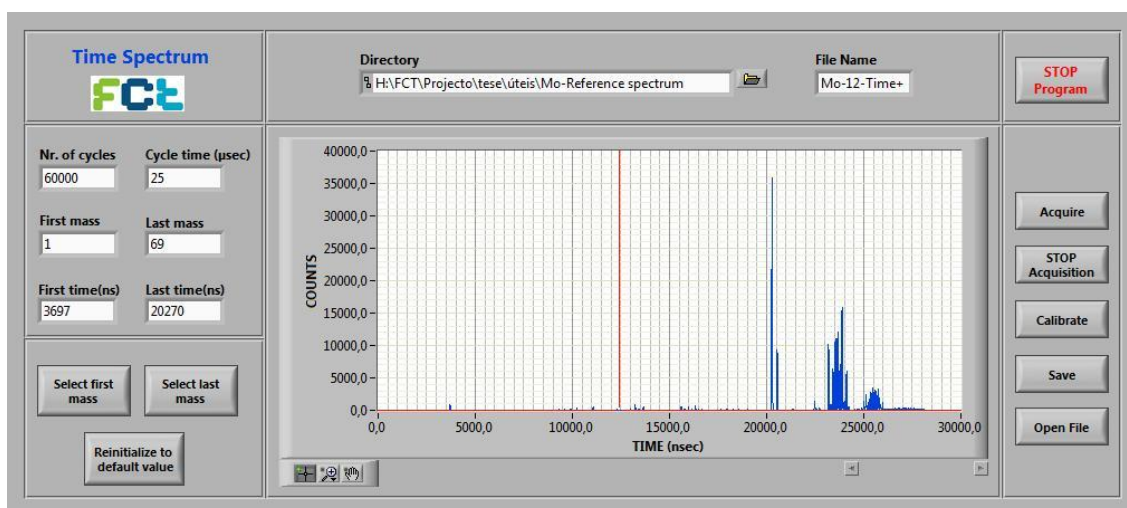 Time Spectrum
FCt
Directory
H:\FCT\Projecto\tese\úteis\Mo-Reference spectrum
File Name
Mo-12-Time+
STOP
Program
Nr. of cycles
Cycle time (µsec)
60000
25
First mass
Last mass
1
69
First time(ns)
Last time(ns)
3697
20270
Select first
mass
Select last
mass
Reinitialize to
default value
COUNTS
40000,0
35000,0
30000,0
25000,0
20000,0
15000,0
10000,0
5000,0
0,0
0,0
5000,0
10000,0
15000,0
20000,0
25000,0
30000,0
TIME (nsec)
Acquire
STOP
Acquisition
Calibrate
Save
Open File